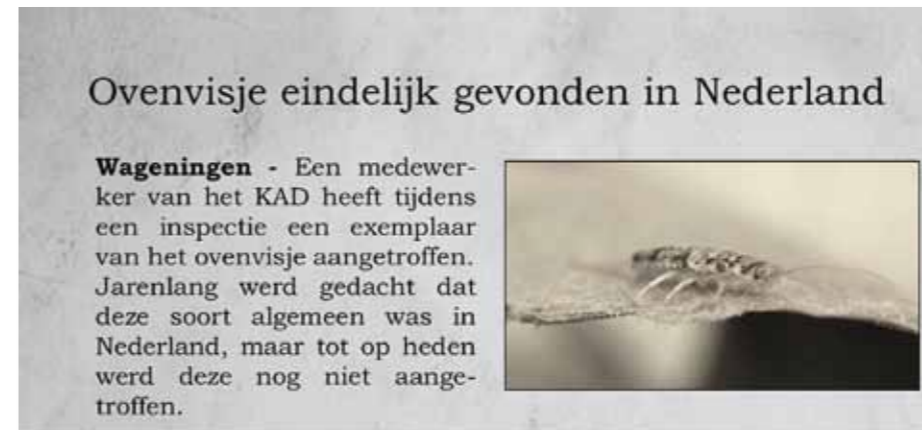 Ovenvisje eindelijk gevonden in Nederland
Wageningen - Een medewer-
ker van het KAD heeft tijdens
een inspectie een exemplaar
van het ovenvisje aangetroffen.
Jarenlang werd gedacht dat
deze soort algemeen was in
Nederland, maar tot op heden
werd deze nog niet aange-
troffen.